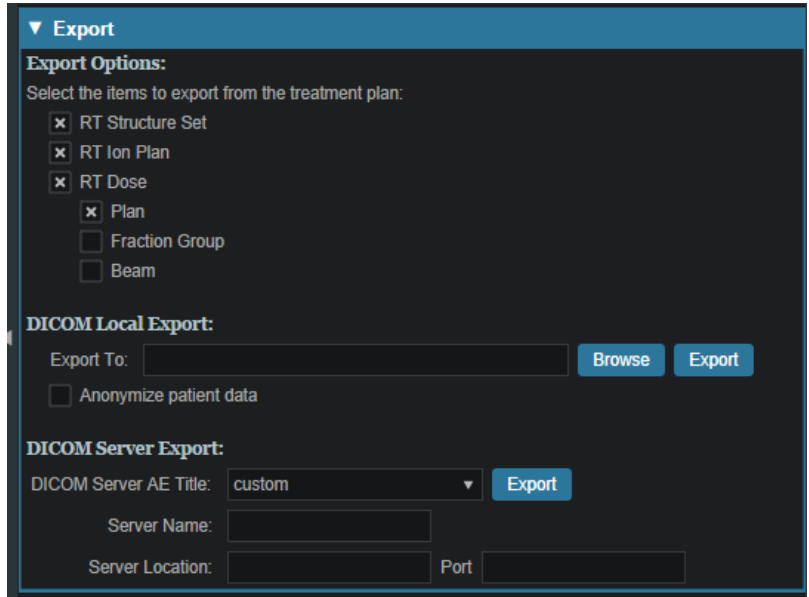 Export
Export Options:
Select the items to export from the treatment plan:
RT Structure Set
RT Ion Plan
RT Dose
Plan
Fraction Group
Beam
DICOM Local Export:
Export To: Browse Export
Anonymize patient data
DICOM Server Export:
DICOM Server AE Title: custom Export
Server Name:
Server Location: Port